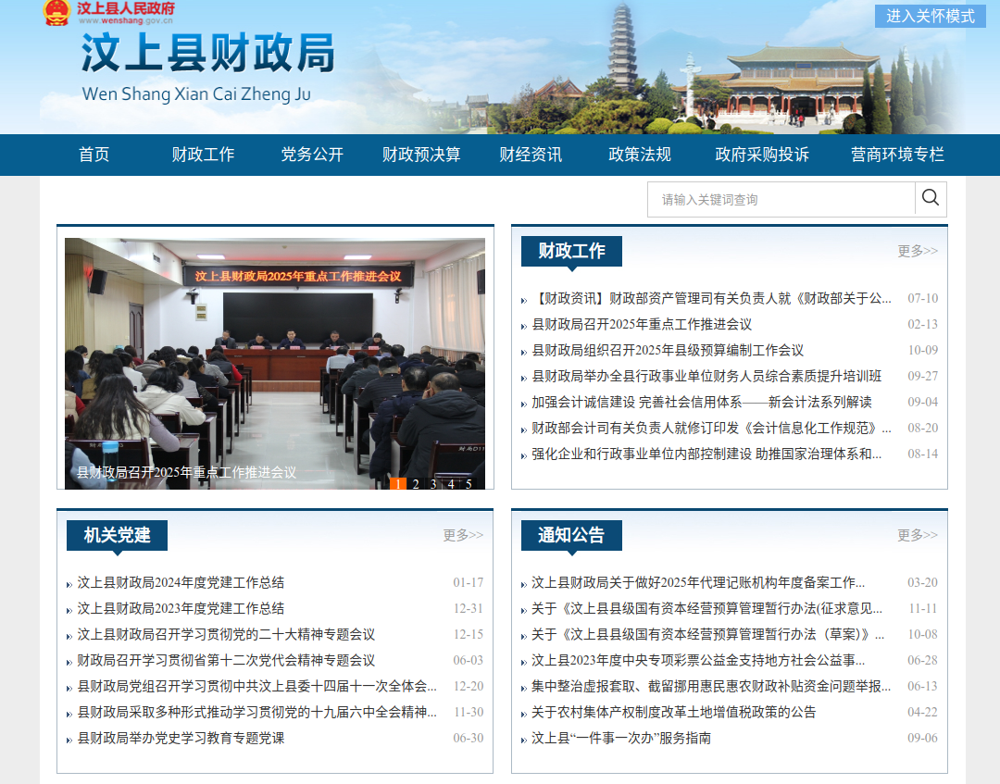 汶上县人民政府
www.wenshang.gov.cn
进入关怀模式
汶上县财政局
Wen Shang Xian Cai Zheng Ju
首页 财政工作 党务公开 财政预决算 财经资讯 政策法规 政府采购投诉 营商环境专栏
请输入关键词查询
汶上县财政局2025年重点工作推进会议
县财政局召开2025年重点工作推进会议
1 2 3 4 5
财政工作 更多>>
【财政资讯】财政部资产管理司有关负责人就《财政部关于公... 07-10
县财政局召开2025年重点工作推进会议 02-13
县财政局组织召开2025年县级预算编制工作会议 10-09
县财政局举办全县行政事业单位财务人员综合素质提升培训班 09-27
加强会计诚信建设 完善社会信用体系——新会计法系列解读 09-04
财政部会计司有关负责人就修订印发《会计信息化工作规范》... 08-20
强化企业和行政事业单位内部控制建设 助推国家治理体系和... 08-14
机关党建 更多>>
汶上县财政局2024年度党建工作总结 01-17
汶上县财政局2023年度党建工作总结 12-31
汶上县财政局召开学习贯彻党的二十大精神专题会议 12-15
财政局召开学习贯彻省第十二次党代会精神专题会议 06-03
县财政局党组召开学习贯彻中共汶上县委十四届十一次全体会... 12-20
县财政局采取多种形式推动学习贯彻党的十九届六中全会精神... 11-30
县财政局举办党史学习教育专题党课 06-30
通知公告 更多>>
汶上县财政局关于做好2025年代理记账机构年度备案工作... 03-20
关于《汶上县县级国有资本经营预算管理暂行办法(征求意见... 11-11
关于《汶上县县级国有资本经营预算管理暂行办法（草案）》... 10-08
汶上县2023年度中央专项彩票公益金支持地方社会公益事... 06-28
集中整治虚报套取、截留挪用惠民惠农财政补贴资金问题举报... 06-13
关于农村集体产权制度改革土地增值税政策的公告 04-22
汶上县“一件事一次办”服务指南 09-06